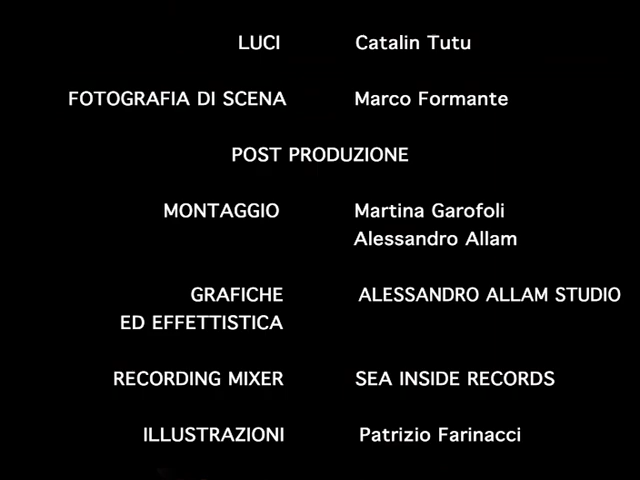 LUCI Catalin Tutu
FOTOGRAFIA DI SCENA Marco Formante
POST PRODUZIONE
MONTAGGIO Martina Garofoli
Alessandro Allam
GRAFICHE ALESSANDRO ALLAM STUDIO
ED EFFETTISTICA
RECORDING MIXER SEA INSIDE RECORDS
ILLUSTRAZIONI Patrizio Farinacci